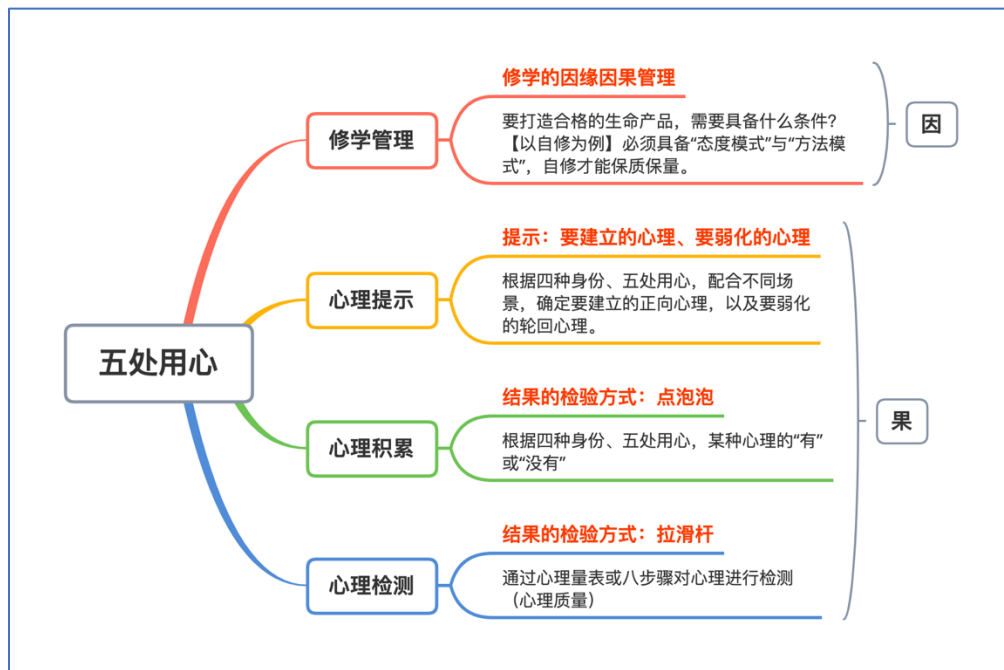 五处用心
修学管理
修学的因缘因果管理
要打造合格的生命产品，需要具备什么条件？
【以自修为例】必须具备“态度模式”与“方法模
式”，自修才能保质保量。
因
心理提示
提示：要建立的心理、要弱化的心理
根据四种身份、五处用心，配合不同场
景，确定要建立的正向心理，以及要弱化
的轮回心理。
心理积累
结果的检验方式：点泡泡
根据四种身份、五处用心，某种心理的“有”
或“没有”
心理检测
结果的检验方式：拉滑杆
通过心理量表或八步骤对心理进行检测
（心理质量）
果